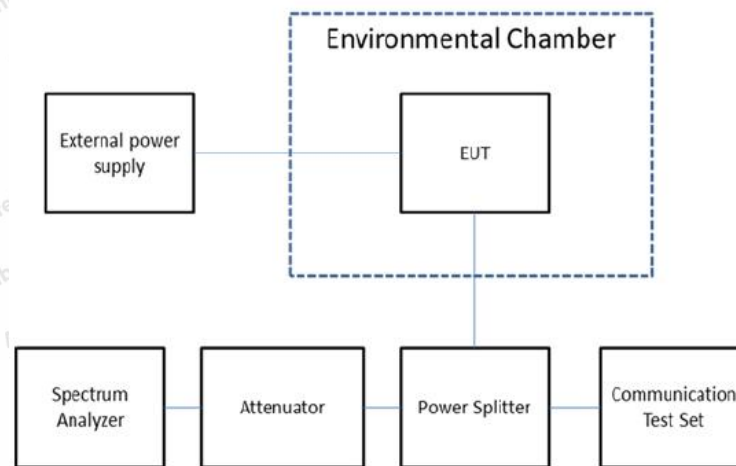 Environmental Chamber
External power
supply
EUT
Spectrum
Analyzer
Attenuator
Power Splitter
Communication
Test Set